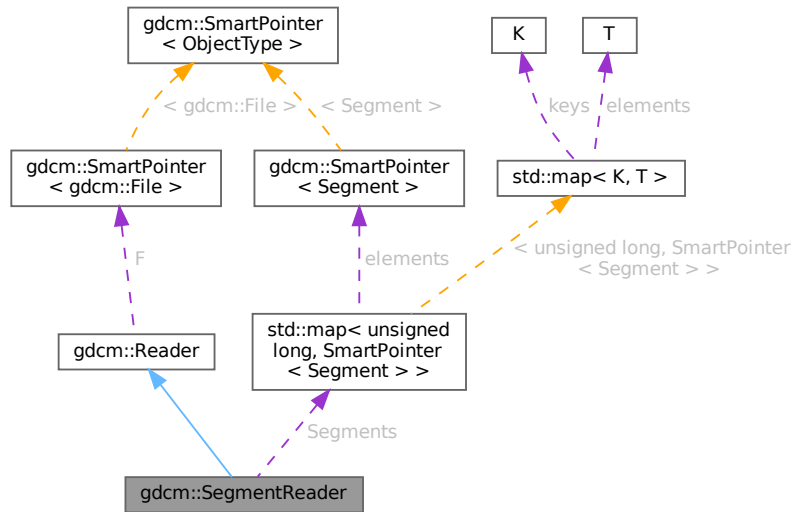 gdcm::SmartPointer
< ObjectType >
K
T
< gdcm::File >
< Segment >
keys
elements
gdcm::SmartPointer
< gdcm::File >
gdcm::SmartPointer
< Segment >
std::map< K, T >
F
elements
< unsigned long, SmartPointer
< Segment > >
gdcm::Reader
std::map< unsigned
long, SmartPointer
< Segment > >
Segments
gdcm::SegmentReader